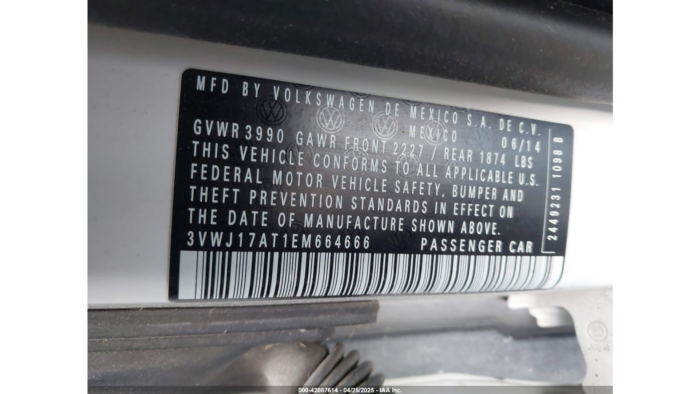 MFD BY VOLKSWAGEN DE MEXICO S.A. DE C.V.
MEXICO 06/14
GVWR 3990 GAWR FRONT 2227 / REAR 1874 LBS
THIS VEHICLE CONFORMS TO ALL APPLICABLE U.S.
FEDERAL MOTOR VEHICLE SAFETY, BUMPER AND
THEFT PREVENTION STANDARDS IN EFFECT ON
THE DATE OF MANUFACTURE SHOWN ABOVE.
3VWJ17AT1EM664666 PASSENGER CAR
2449231 1098 B
000-42087614 - 04/25/2025 - IAA Inc.